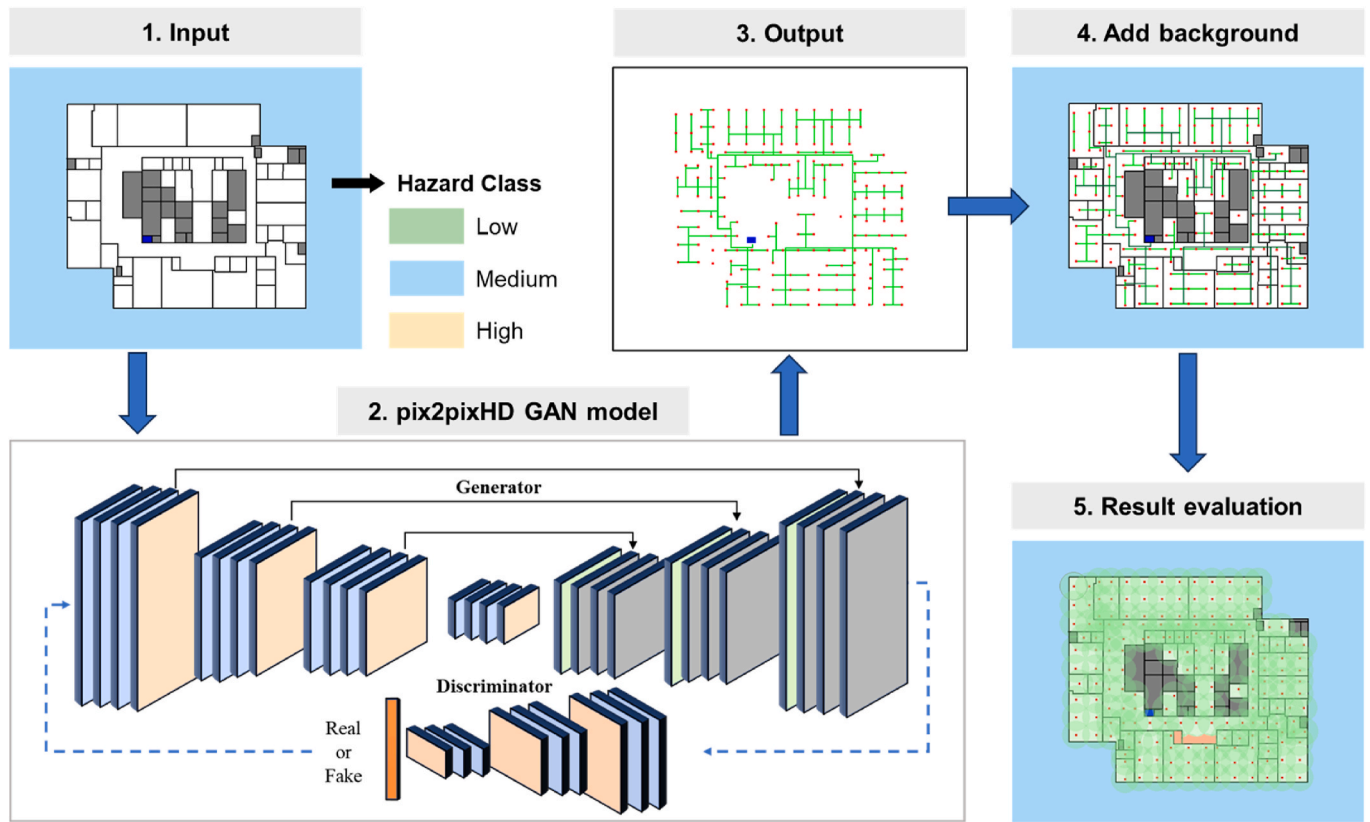 1. Input
3. Output
4. Add background
Hazard Class
Low
Medium
High
2. pix2pixHD GAN model
Generator
Discriminator
Real
or
Fake
5. Result evaluation